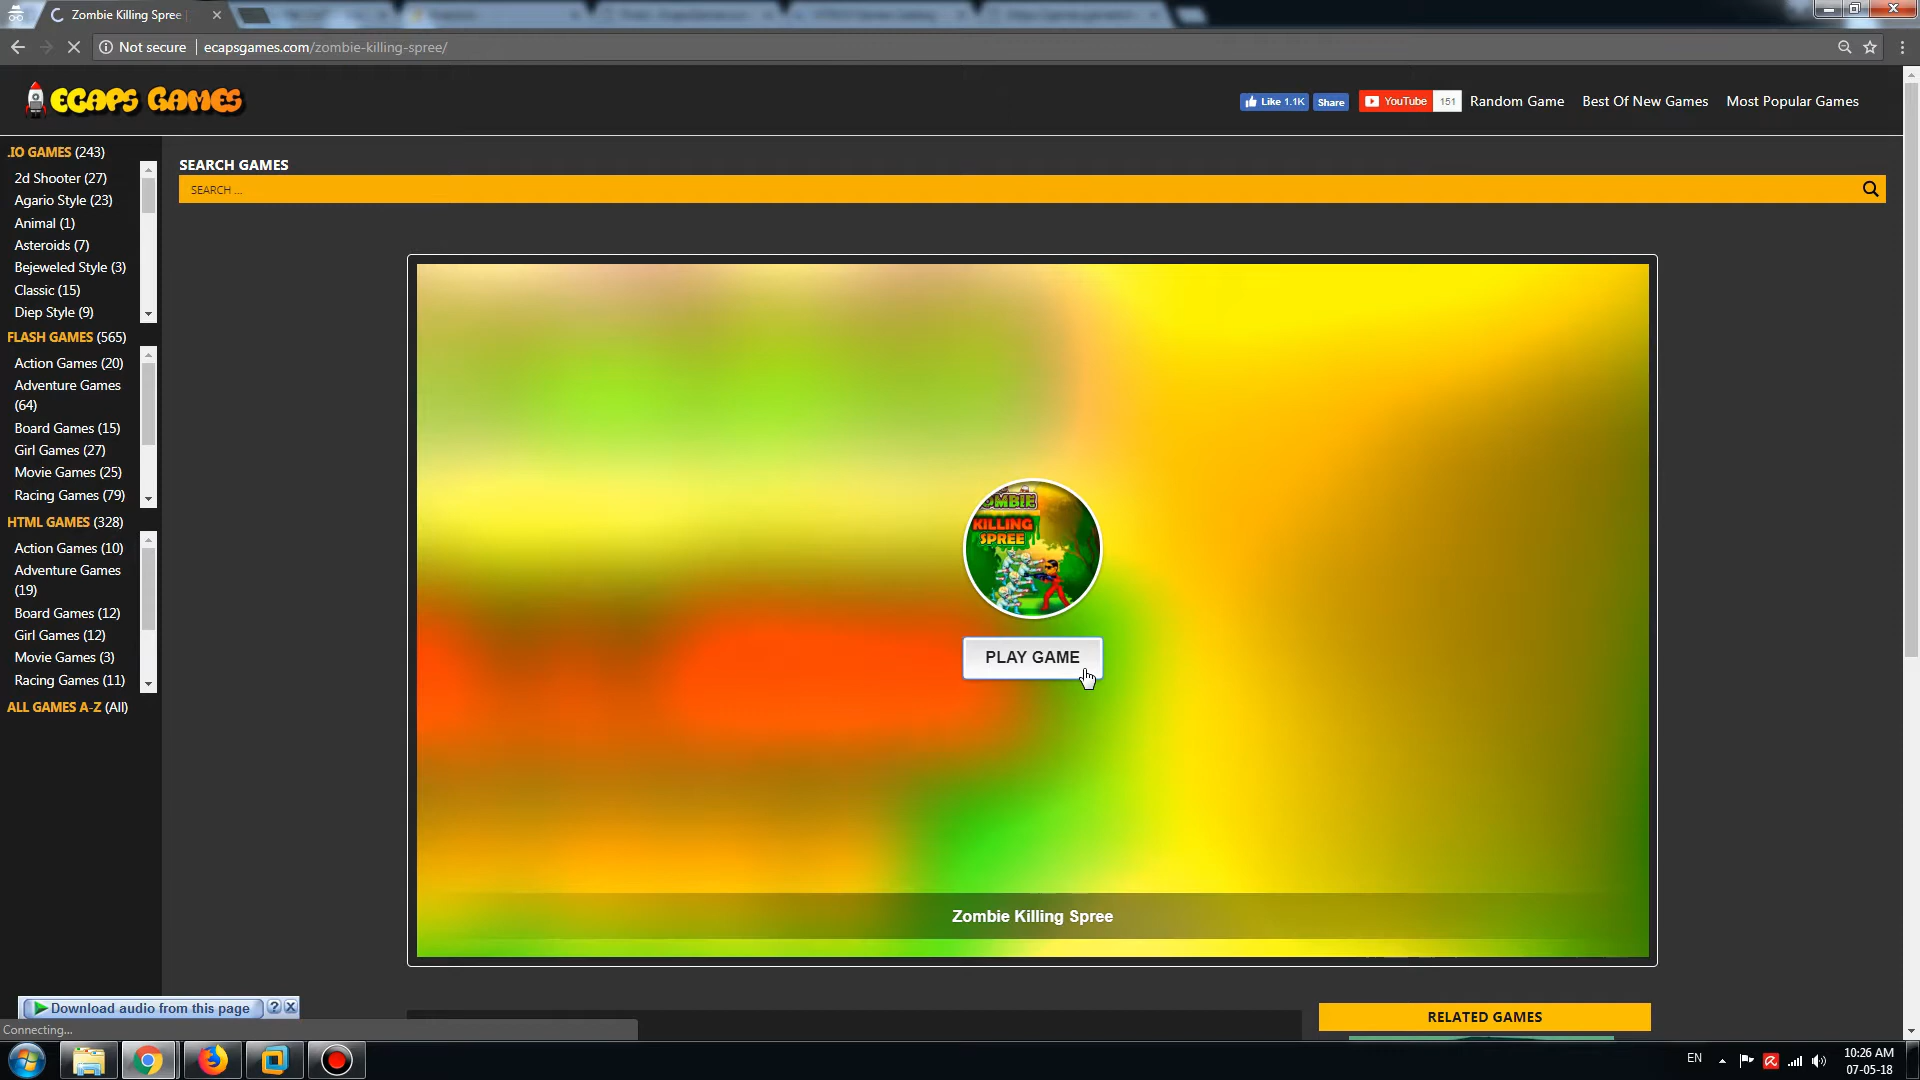 Zombie Killing Spree
Not secure
ecapsgames.com/zombie-killing-spree/
ECAPS GAMES
Like 1.1K
Share
YouTube
151
Random Game
Best Of New Games
Most Popular Games
.IO GAMES (243)
2d Shooter (27)
Agario Style (23)
Animal (1)
Asteroids (7)
Bejeweled Style (3)
Classic (15)
Diep Style (9)
FLASH GAMES (565)
Action Games (20)
Adventure Games
(64)
Board Games (15)
Girl Games (27)
Movie Games (25)
Racing Games (79)
HTML GAMES (328)
Action Games (10)
Adventure Games
(19)
Board Games (12)
Girl Games (12)
Movie Games (3)
Racing Games (11)
ALL GAMES A-Z (All)
SEARCH GAMES
SEARCH ...
ZOMBIE
KILLING
SPREE
PLAY GAME
Zombie Killing Spree
RELATED GAMES
Download audio from this page
?
Connecting...
EN
10:26 AM
07-05-18